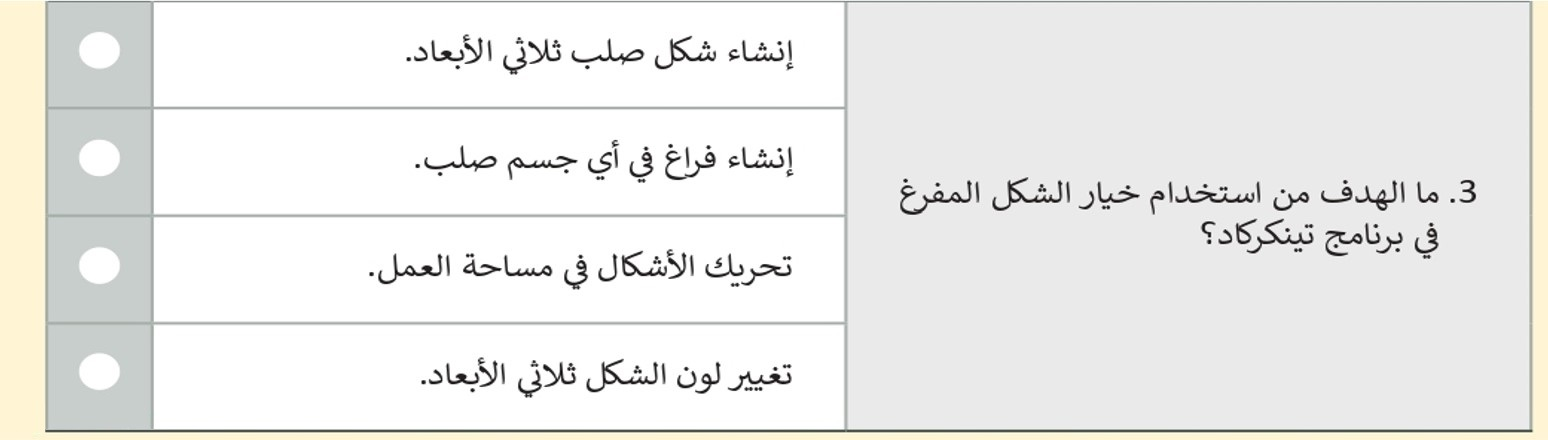 3. ما الهدف من استخدام خيار الشكل المفرغ
في برنامج تينكركاد؟
إنشاء شكل صلب ثلاثي الأبعاد.
إنشاء فراغ في أي جسم صلب.
تحريك الأشكال في مساحة العمل.
تغيير لون الشكل ثلاثي الأبعاد.